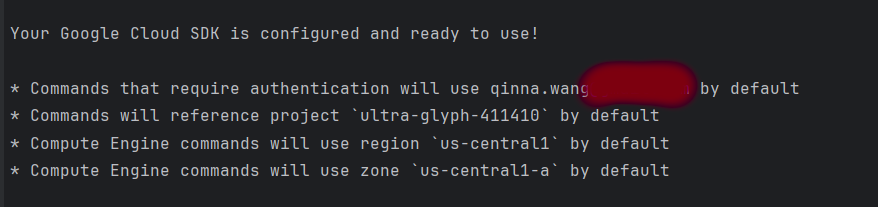 Your Google Cloud SDK is configured and ready to use!
* Commands that require authentication will use qinna.wang by default
* Commands will reference project `ultra-glyph-411410` by default
* Compute Engine commands will use region `us-central1` by default
* Compute Engine commands will use zone `us-central1-a` by default